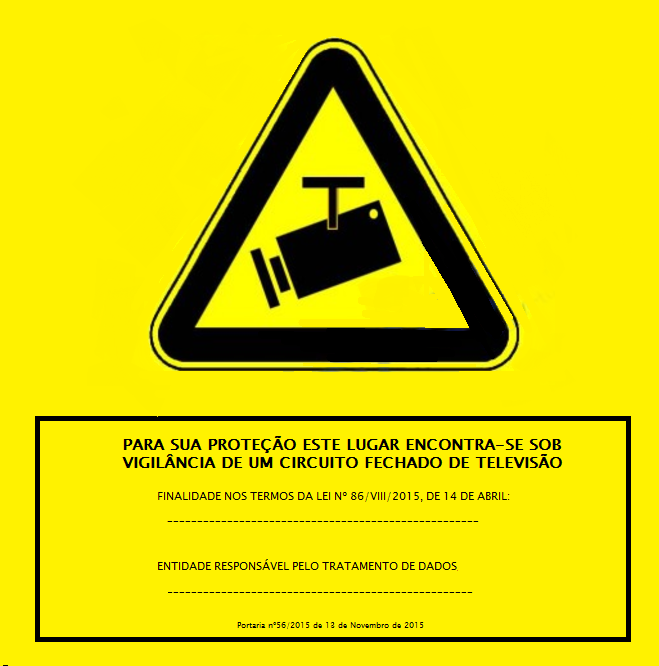 PARA SUA PROTEÇÃO ESTE LUGAR ENCONTRA-SE SOB
VIGILÂNCIA DE UM CIRCUITO FECHADO DE TELEVISÃO
FINALIDADE NOS TERMOS DA LEI Nº 86/VIII/2015, DE 14 DE ABRIL:
ENTIDADE RESPONSÁVEL PELO TRATAMENTO DE DADOS
Portaria nº56/2015 de 13 de Novembro de 2015